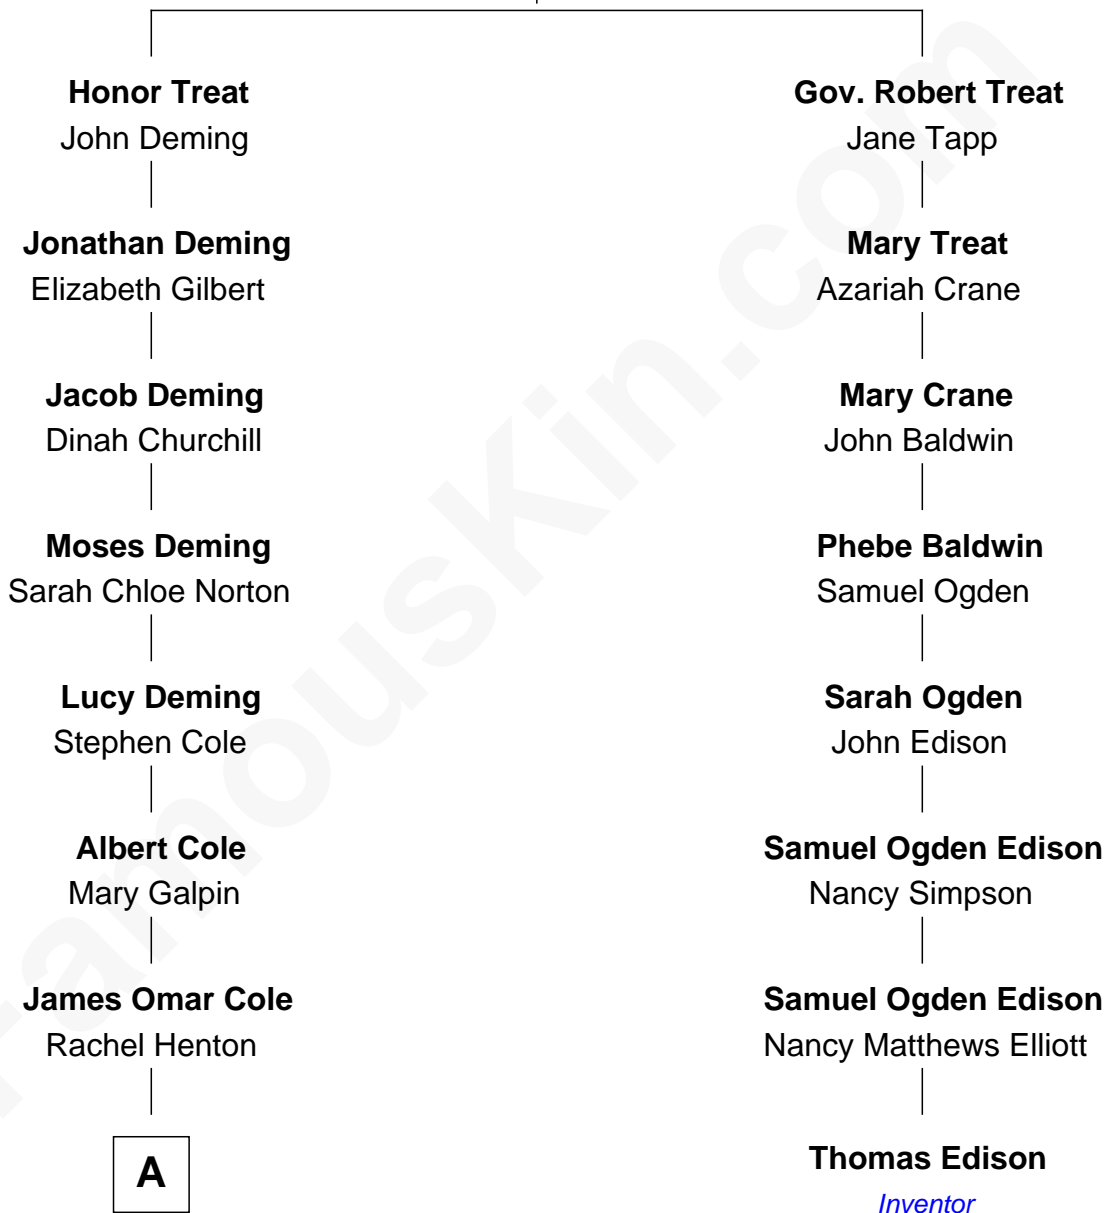 Honor Treat
John Deming
Jonathan Deming
Elizabeth Gilbert
Jacob Deming
Dinah Churchill
Moses Deming
Sarah Chloe Norton
Lucy Deming
Stephen Cole
Albert Cole
Mary Galpin
James Omar Cole
Rachel Henton
A
Gov. Robert Treat
Jane Tapp
Mary Treat
Azariah Crane
Mary Crane
John Baldwin
Phebe Baldwin
Samuel Ogden
Sarah Ogden
John Edison
Samuel Ogden Edison
Nancy Simpson
Samuel Ogden Edison
Nancy Matthews Elliott
Thomas Edison
Inventor
FamousKin.com